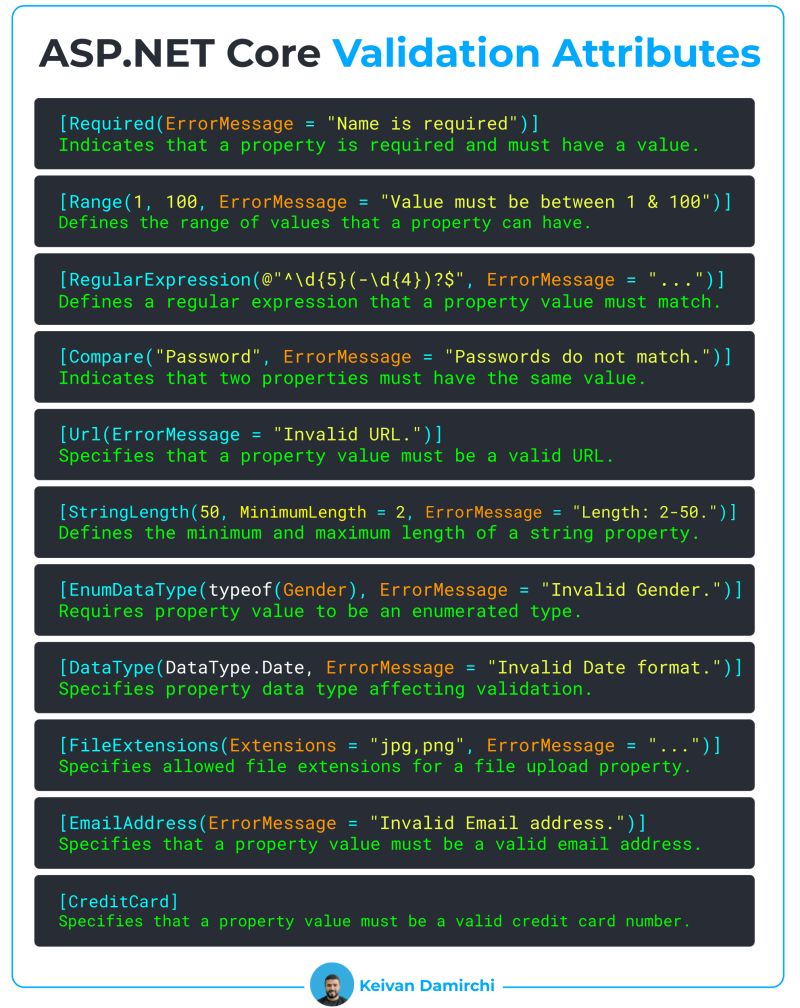 ASP.NET Core Validation Attributes
[Required(ErrorMessage = "Name is required")]
Indicates that a property is required and must have a value.
[Range(1, 100, ErrorMessage = "Value must be between 1 & 100")]
Defines the range of values that a property can have.
[RegularExpression(@"^\d{5}(-\d{4})?$", ErrorMessage = "...")]
Defines a regular expression that a property value must match.
[Compare("Password", ErrorMessage = "Passwords do not match.")]
Indicates that two properties must have the same value.
[Url(ErrorMessage = "Invalid URL.")]
Specifies that a property value must be a valid URL.
[StringLength(50, MinimumLength = 2, ErrorMessage = "Length: 2-50.")]
Defines the minimum and maximum length of a string property.
[EnumDataType(typeof(Gender), ErrorMessage = "Invalid Gender.")]
Requires property value to be an enumerated type.
[DataType(DataType.Date, ErrorMessage = "Invalid Date format.")]
Specifies property data type affecting validation.
[FileExtensions(Extensions = "jpg,png", ErrorMessage = "...")]
Specifies allowed file extensions for a file upload property.
[EmailAddress(ErrorMessage = "Invalid Email address.")]
Specifies that a property value must be a valid email address.
[CreditCard]
Specifies that a property value must be a valid credit card number.
Keivan Damirchi